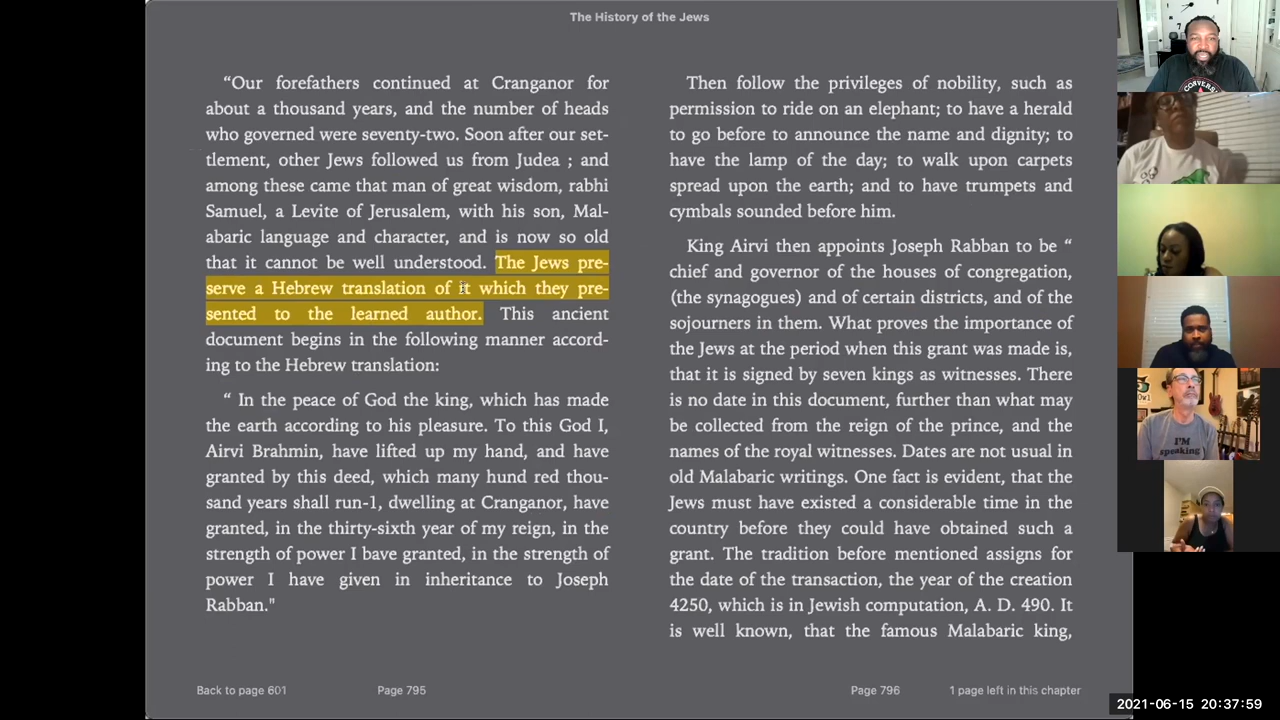 The History of the Jews
“Our forefathers continued at Cranganor for
about a thousand years, and the number of heads
who governed were seventy-two. Soon after our set-
tlement, other Jews followed us from Judea ; and
among these came that man of great wisdom, rabbi
Samuel, a Levite of Jerusalem, with his son, Mal-
abaric language and character, and is now so old
that it cannot be well understood. The Jews pre-
serve a Hebrew translation of it which they pre-
sented to the learned author. This ancient
document begins in the following manner accord-
ing to the Hebrew translation:
“ In the peace of God the king, which has made
the earth according to his pleasure. To this God I,
Airvi Brahmin, have lifted up my hand, and have
granted by this deed, which many hund red thou-
sand years shall run-1, dwelling at Cranganor, have
granted, in the thirty-sixth year of my reign, in the
strength of power I bave granted, in the strength of
power I have given in inheritance to Joseph
Rabban."
Then follow the privileges of nobility, such as
permission to ride on an elephant; to have a herald
to go before to announce the name and dignity; to
have the lamp of the day; to walk upon carpets
spread upon the earth; and to have trumpets and
cymbals sounded before him.
King Airvi then appoints Joseph Rabban to be “
chief and governor of the houses of congregation,
(the synagogues) and of certain districts, and of the
sojourners in them. What proves the importance of
the Jews at the period when this grant was made is,
that it is signed by seven kings as witnesses. There
is no date in this document, further than what may
be collected from the reign of the prince, and the
names of the royal witnesses. Dates are not usual in
old Malabaric writings. One fact is evident, that the
Jews must have existed a considerable time in the
country before they could have obtained such a
grant. The tradition before mentioned assigns for
the date of the transaction, the year of the creation
4250, which is in Jewish computation, A. D. 490. It
is well known, that the famous Malabaric king,
Back to page 601
Page 795
Page 796
1 page left in this chapter
CONVERS
I'M
speaking
2021-06-15 20:37:59